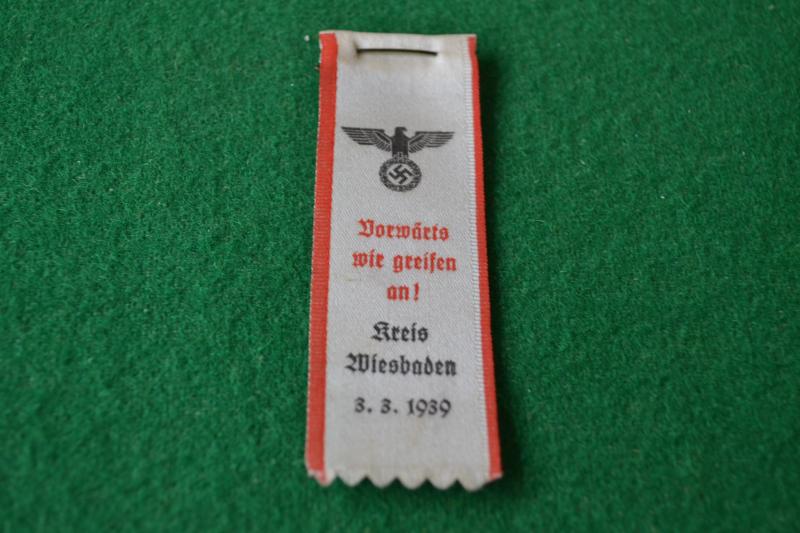 Vorwärts
wir greifen
an!
Kreis
Wiesbaden
3. 3. 1939